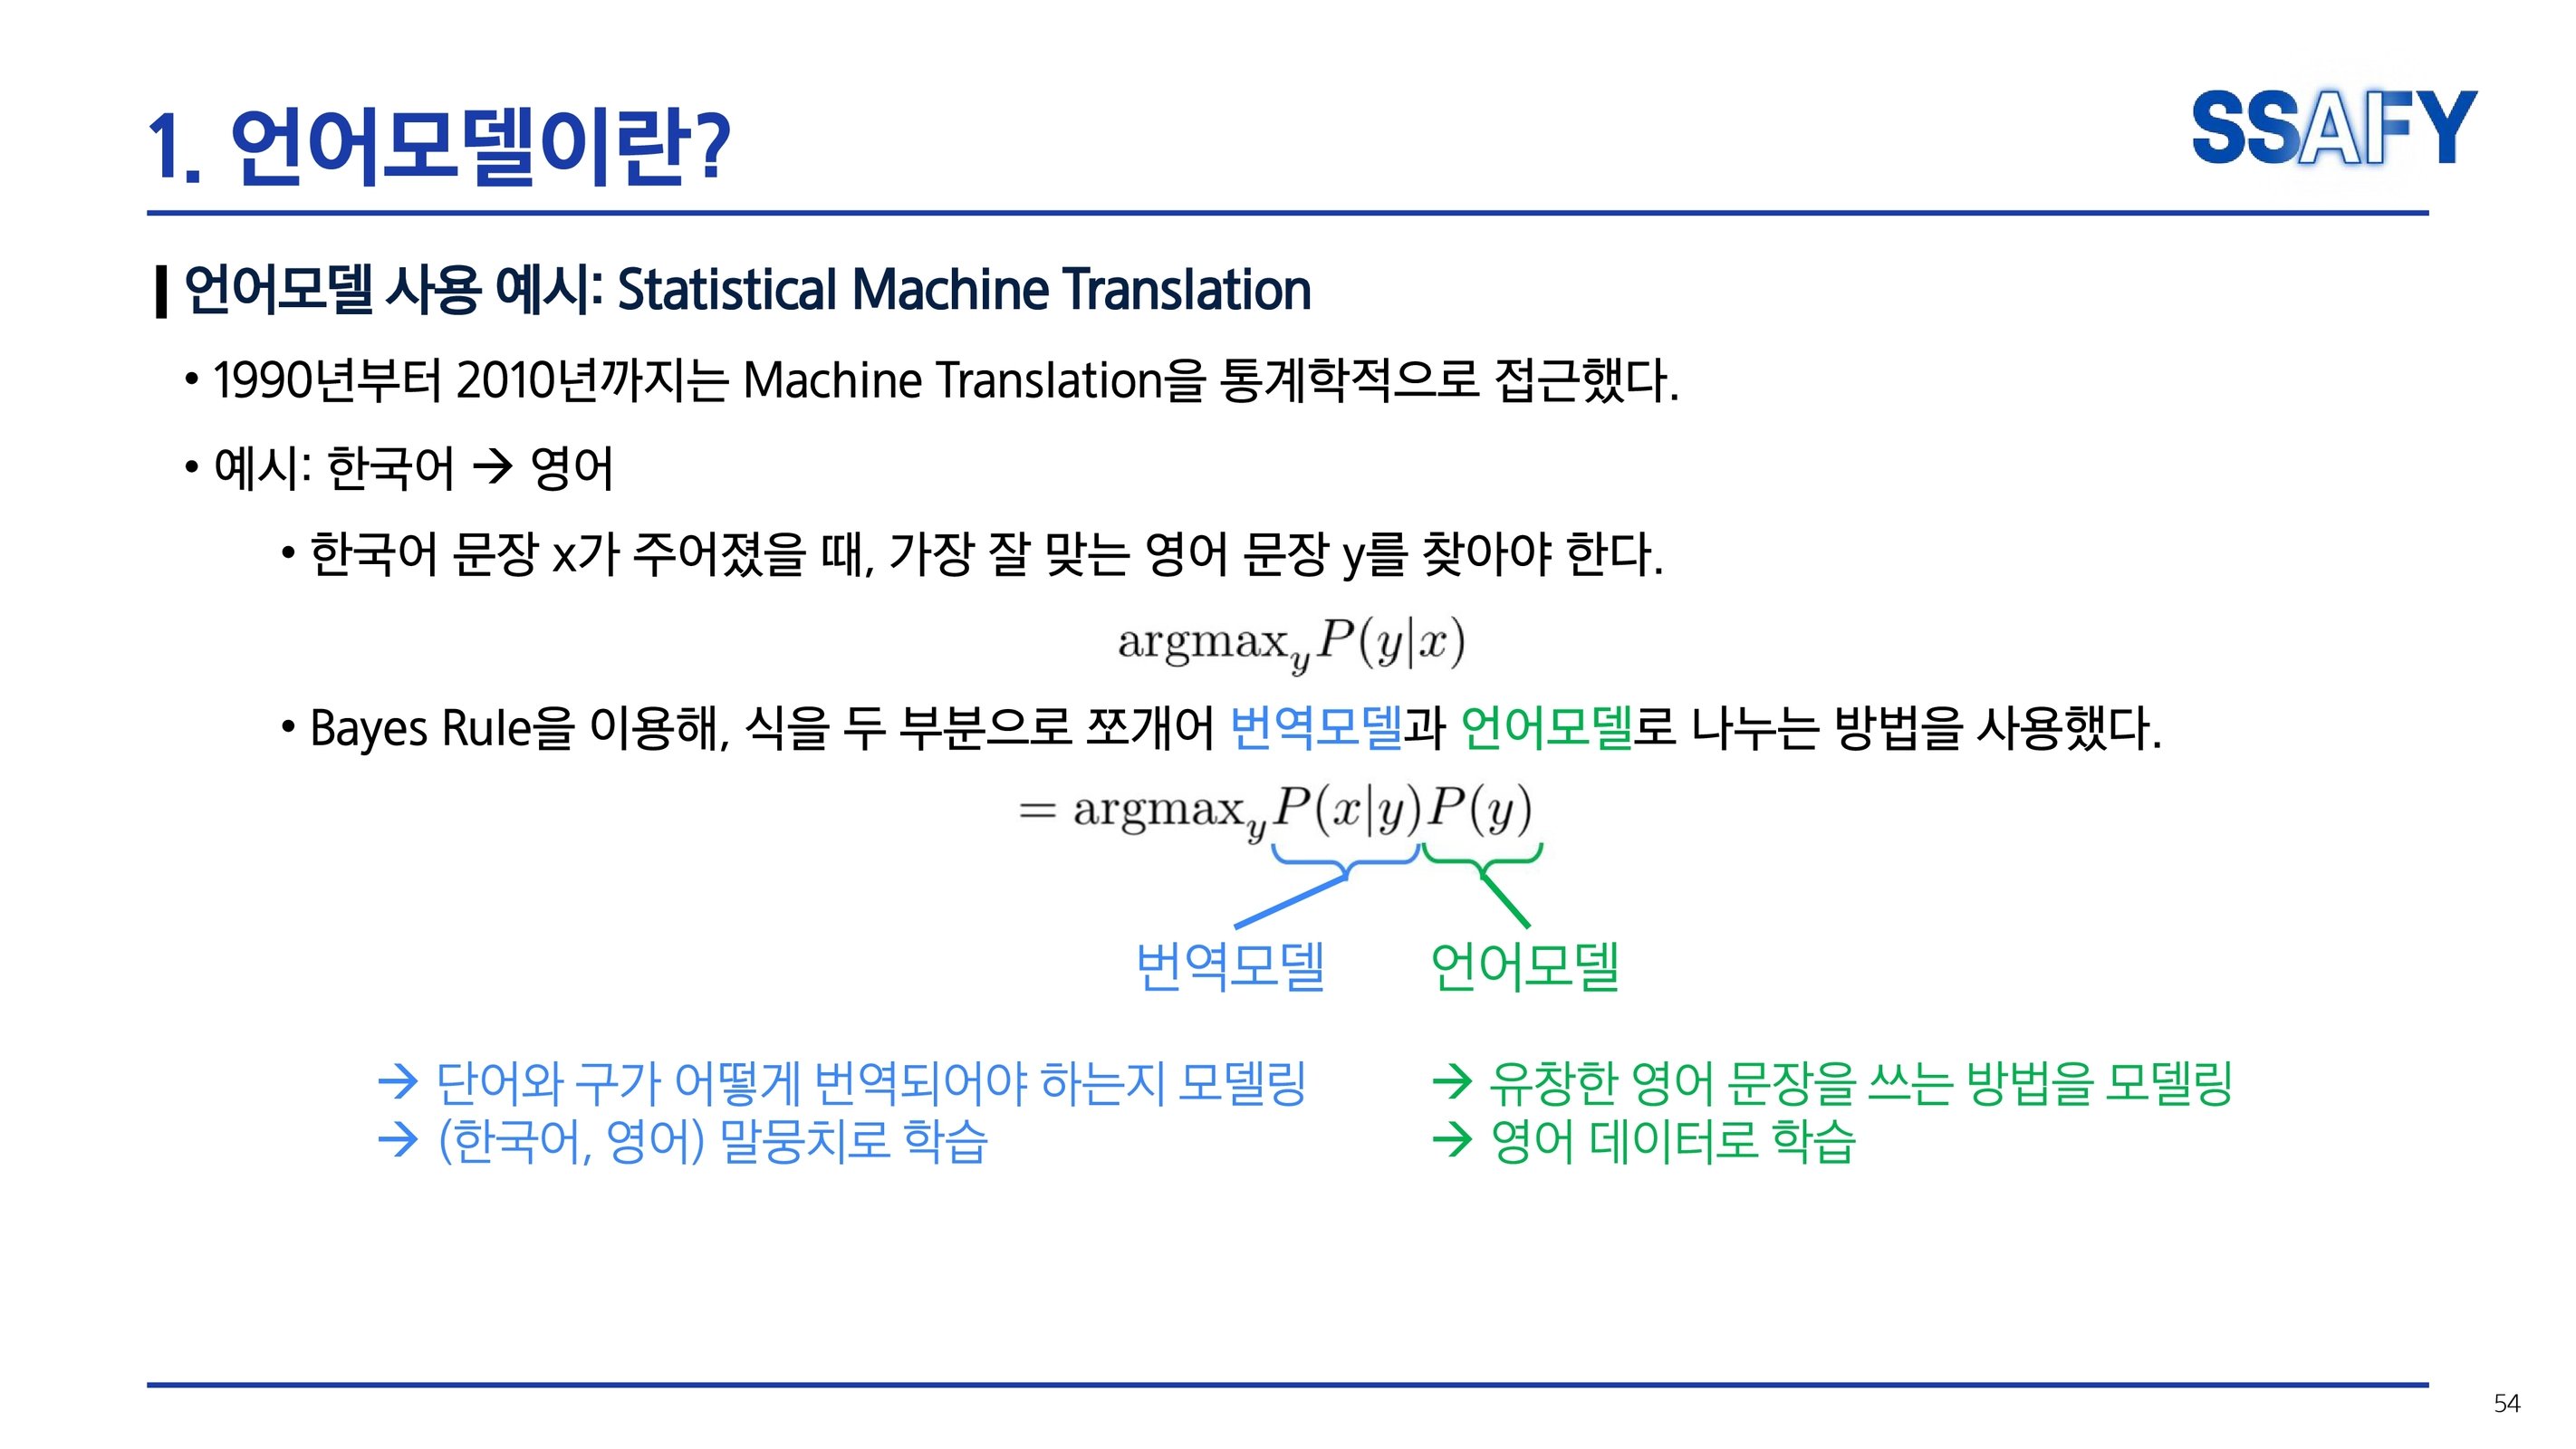 1. 언어모델이란?
SSAFY
언어모델 사용 예시: Statistical Machine Translation
• 1990년부터 2010년까지는 Machine Translation을 통계학적으로 접근했다.
• 예시: 한국어 → 영어
• 한국어 문장 x가 주어졌을 때, 가장 잘 맞는 영어 문장 y를 찾아야 한다.
argmax_y P(y|x)
• Bayes Rule을 이용해, 식을 두 부분으로 쪼개어 번역모델과 언어모델로 나누는 방법을 사용했다.
= argmax_y P(x|y)P(y)
번역모델 언어모델
→ 단어와 구가 어떻게 번역되어야 하는지 모델링
→ (한국어, 영어) 말뭉치로 학습
→ 유창한 영어 문장을 쓰는 방법을 모델링
→ 영어 데이터로 학습
54